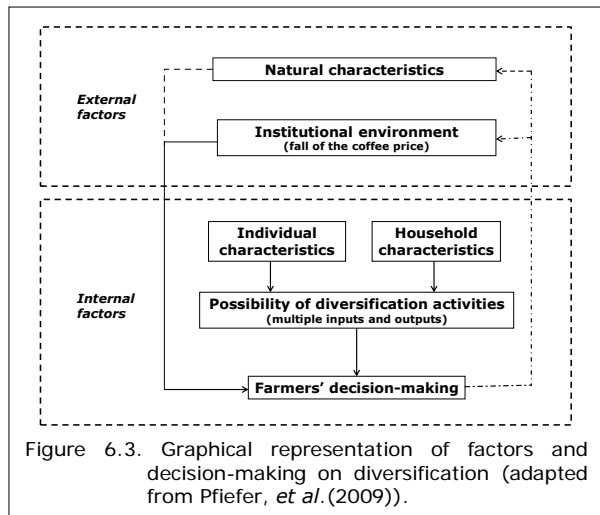 Natural characteristics
External
factors
Institutional environment
(fall of the coffee price)
Individual
characteristics
Household
characteristics
Internal
factors
Possibility of diversification activities
(multiple inputs and outputs)
Farmers' decision-making
Figure 6.3. Graphical representation of factors and
decision-making on diversification (adapted
from Pfiefer, et al.(2009)).